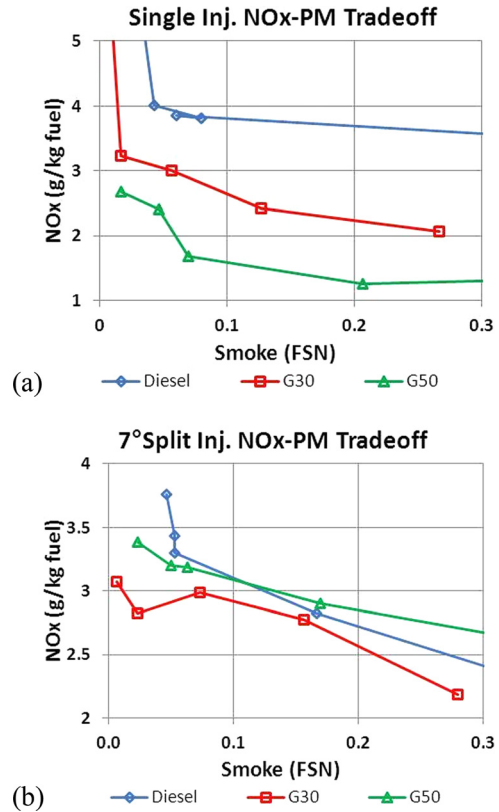 Single Inj. NOx-PM Tradeoff
5
4
3
2
1
NOx (g/kg fuel)
0
0.1
0.2
0.3
Smoke (FSN)
(a)
Diesel
G30
G50
7°Split Inj. NOx-PM Tradeoff
4
3.5
3
2.5
2
NOx (g/kg fuel)
0.0
0.1
0.2
0.3
Smoke (FSN)
(b)
Diesel
G30
G50